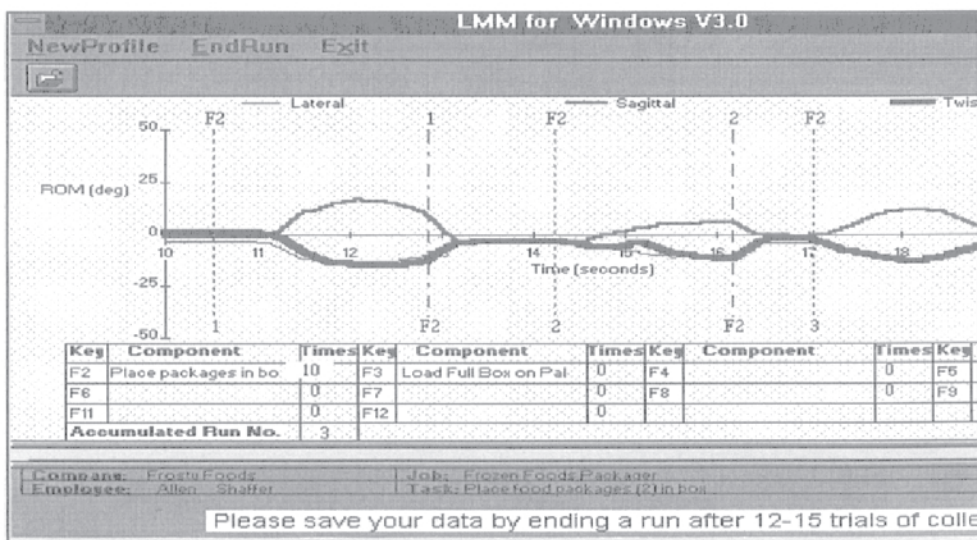 LMM for Windows V3.0
NewProfile EndRun Exit
Lateral Sagittal Twis
F2 1 F2 2 F2
50
25
ROM (deg)
0
10 11 12 13 14 15 16 17 18
Time (seconds)
-25
-50
1 F2 2 F2 3
Key Component Times Key Component Times Key Component Times Key
F2 Place packages in bo 10 F3 Load Full Box on Pal 0 F4 0 F5
F6 0 F7 0 F8 0 F9
F11 0 F12 0
Accumulated Run No. 3
Company: Frosty Foods Job: Frozen Foods Packager
Employee: Allen Shaffer Task: Place food packages (2) in box
Please save your data by ending a run after 12-15 trials of colle